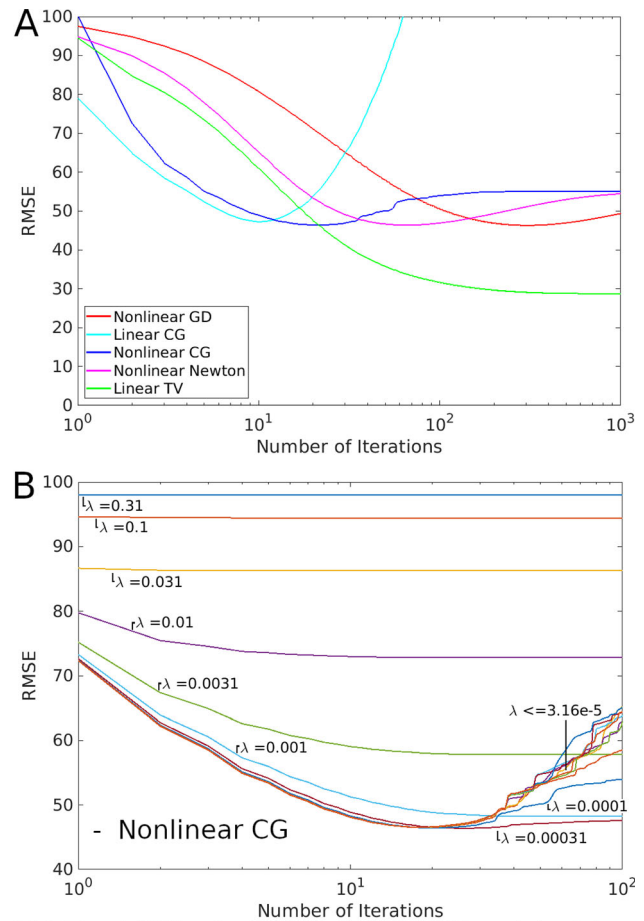 A
100
90
80
70
60
50
40
30
20
10
0
RMSE
Nonlinear GD
Linear CG
Nonlinear CG
Nonlinear Newton
Linear TV
10^0
10^1
10^2
10^3
Number of Iterations
B
100
90
80
70
60
50
40
RMSE
λ =0.31
λ =0.1
λ =0.031
λ =0.01
λ =0.0031
λ <=3.16e-5
λ =0.001
λ =0.0001
λ =0.00031
- Nonlinear CG
10^0
10^1
10^2
Number of Iterations